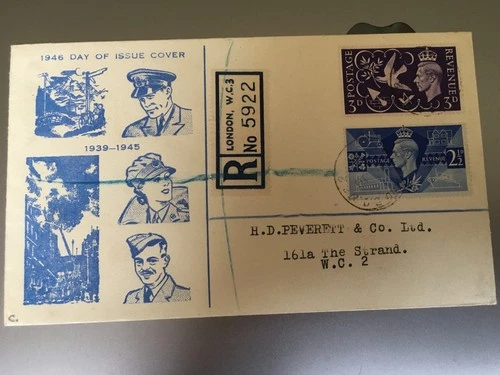 1946 DAY OF ISSUE COVER
1939-1945
R
LONDON, W.C.3
No 5922
POSTAGE
REVENUE
3D
3D
POSTAGE
REVENUE
2½D
H.D.PEVERETT & Co. Ltd.
161a The Strand.
W.C. 2
C.